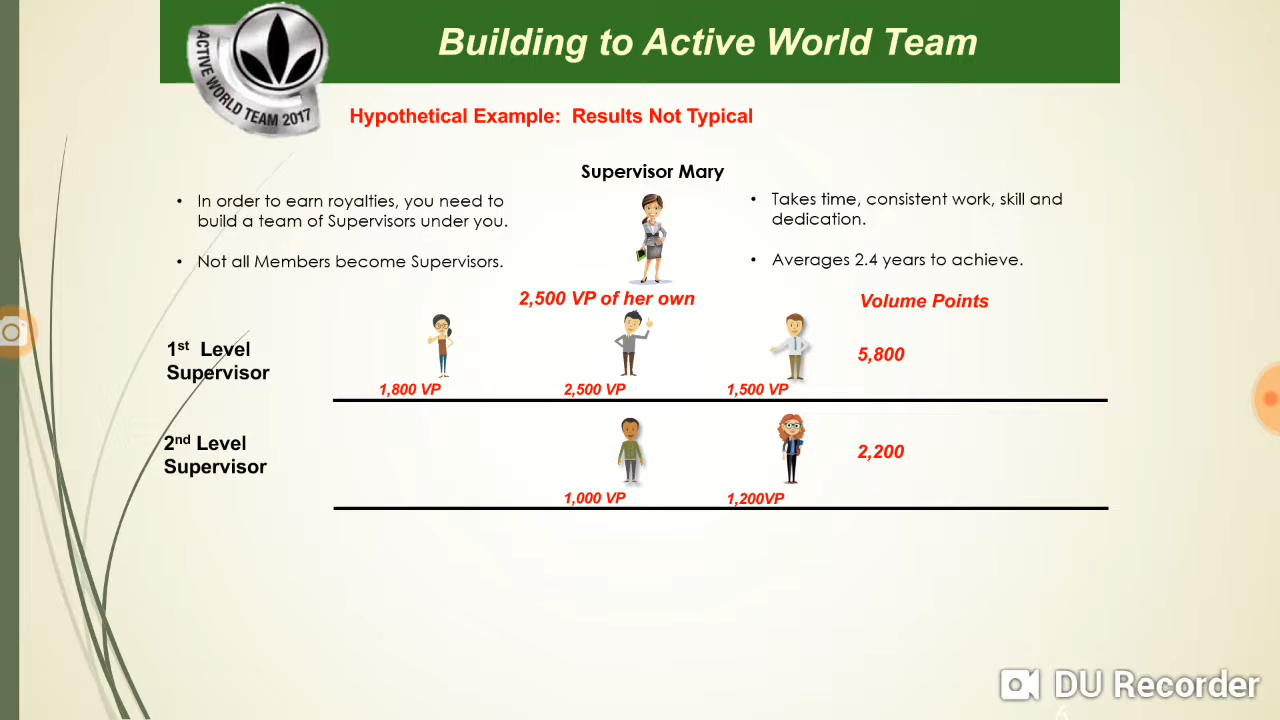 Building to Active World Team
ACTIVE WORLD TEAM 2017
Hypothetical Example:  Results Not Typical
Supervisor Mary
• In order to earn royalties, you need to
build a team of Supervisors under you.
• Not all Members become Supervisors.
• Takes time, consistent work, skill and
dedication.
• Averages 2.4 years to achieve.
2,500 VP of her own
Volume Points
1st Level
Supervisor
1,800 VP
2,500 VP
1,500 VP
5,800
2nd Level
Supervisor
1,000 VP
1,200VP
2,200
DU Recorder
6